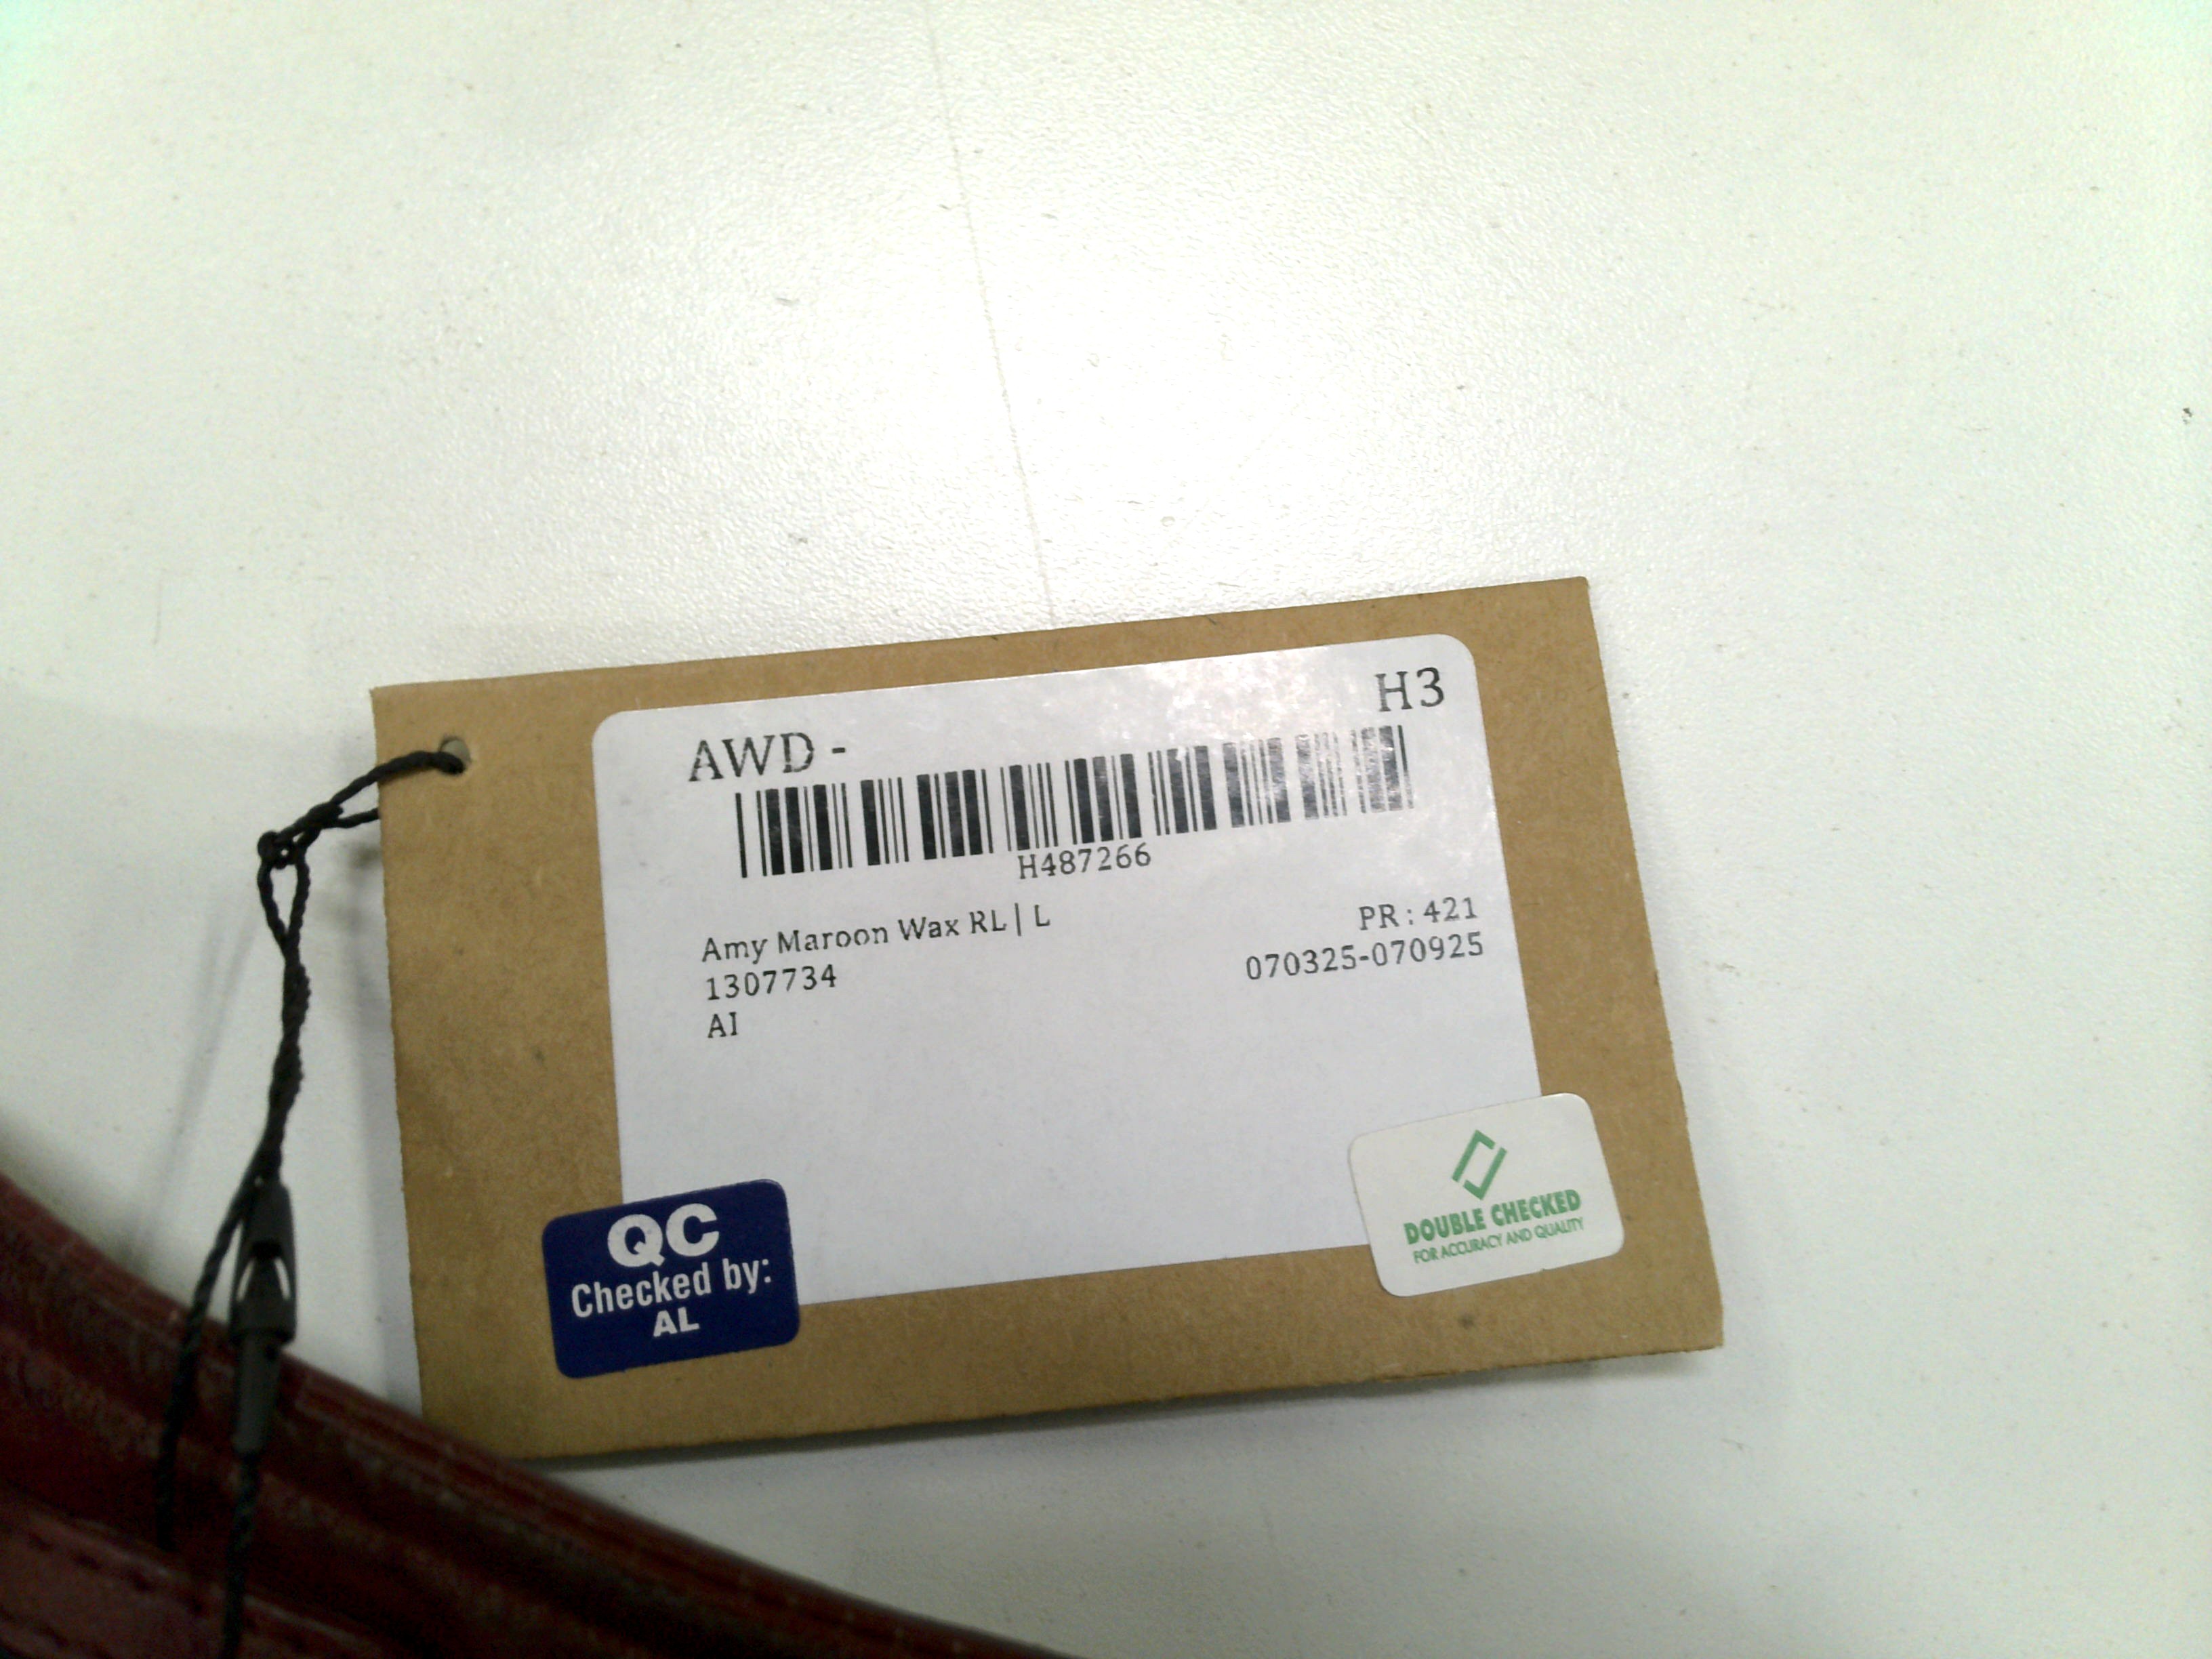 AWD -
H3
H487266
Amy Maroon Wax RL | L
PR : 421
1307734
070325-070925
AI
QC
Checked by:
AL
DOUBLE CHECKED
FOR ACCURACY AND QUALITY